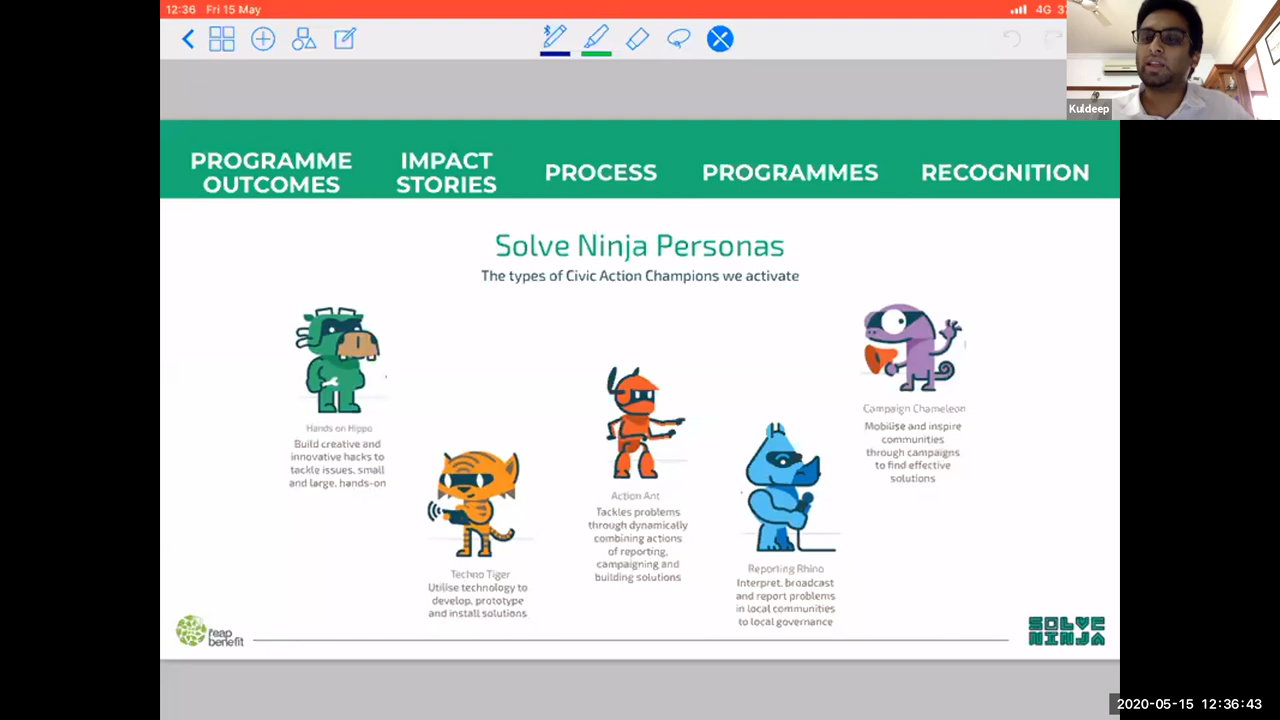 12:36 Fri 15 May
4G 37
Kuldeep
PROGRAMME
OUTCOMES
IMPACT
STORIES
PROCESS
PROGRAMMES
RECOGNITION
Solve Ninja Personas
The types of Civic Action Champions we activate
Hands on Hippo
Build creative and
innovative hacks to
tackle issues, small
and large, hands-on
Techno Tiger
Utilise technology to
develop, prototype
and install solutions
Action Ant
Tackles problems
through dynamically
combining actions
of reporting,
campaigning and
building solutions
Reporting Rhino
Interpret, broadcast
and report problems
in local communities
to local governance
Campaign Chameleon
Mobilise and inspire
communities
through campaigns
to find effective
solutions
reap
benefit
SOLVE
NINJA
2020-05-15 12:36:43